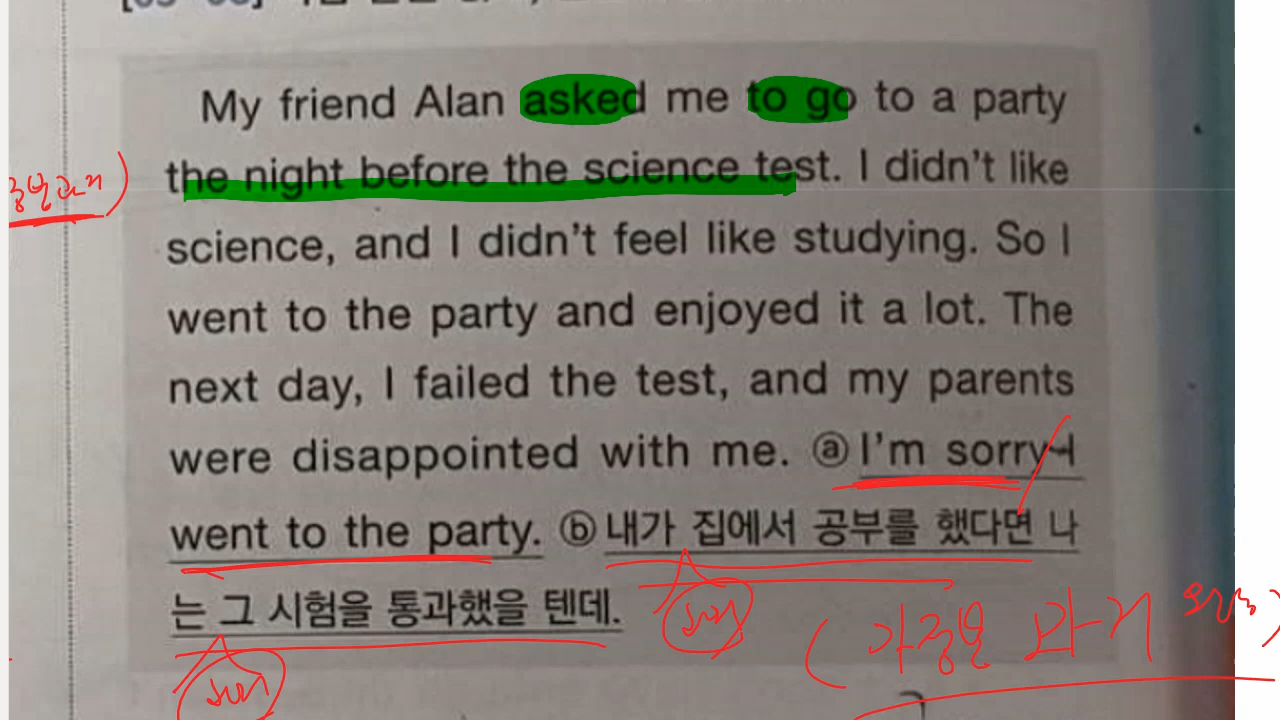 My friend Alan asked me to go to a party
the night before the science test. I didn't like
science, and I didn't feel like studying. So I
went to the party and enjoyed it a lot. The
next day, I failed the test, and my parents
were disappointed with me. ⓐ I'm sorry I
went to the party. ⓑ 내가 집에서 공부를 했다면 나
는 그 시험을 통과했을 텐데.